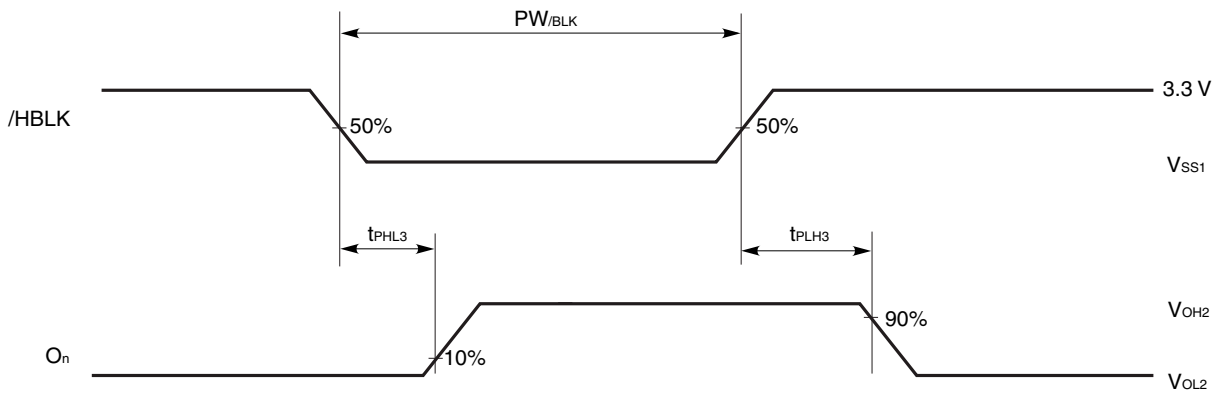 PW/BLK
3.3 V
/HBLK
50%
50%
VSS1
tPHL3
tPLH3
VOH2
90%
On
10%
VOL2